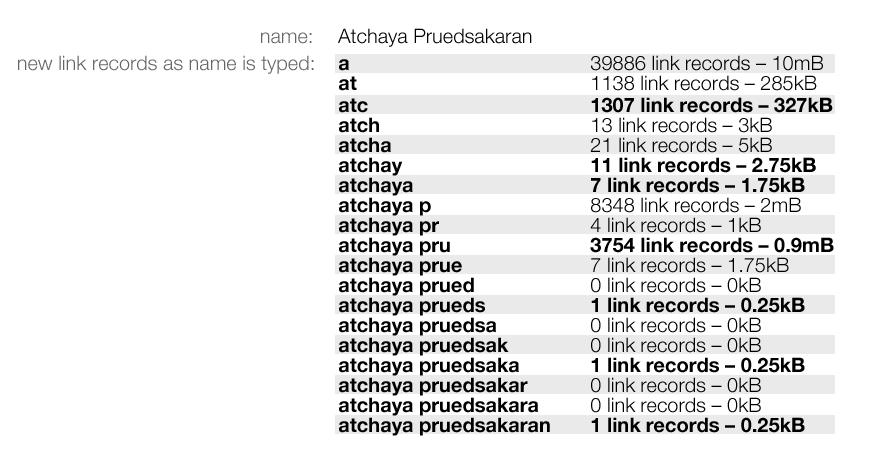 name: Atchaya Pruedsakaran
new link records as name is typed: a 39886 link records – 10mB
at 1138 link records – 285kB
atc 1307 link records – 327kB
atch 13 link records – 3kB
atcha 21 link records – 5kB
atchay 11 link records – 2.75kB
atchaya 7 link records – 1.75kB
atchaya p 8348 link records – 2mB
atchaya pr 4 link records – 1kB
atchaya pru 3754 link records – 0.9mB
atchaya prue 7 link records – 1.75kB
atchaya prued 0 link records – 0kB
atchaya prueds 1 link records – 0.25kB
atchaya pruedsa 0 link records – 0kB
atchaya pruedsak 0 link records – 0kB
atchaya pruedsaka 1 link records – 0.25kB
atchaya pruedsakar 0 link records – 0kB
atchaya pruedsakara 0 link records – 0kB
atchaya pruedsakaran 1 link records – 0.25kB